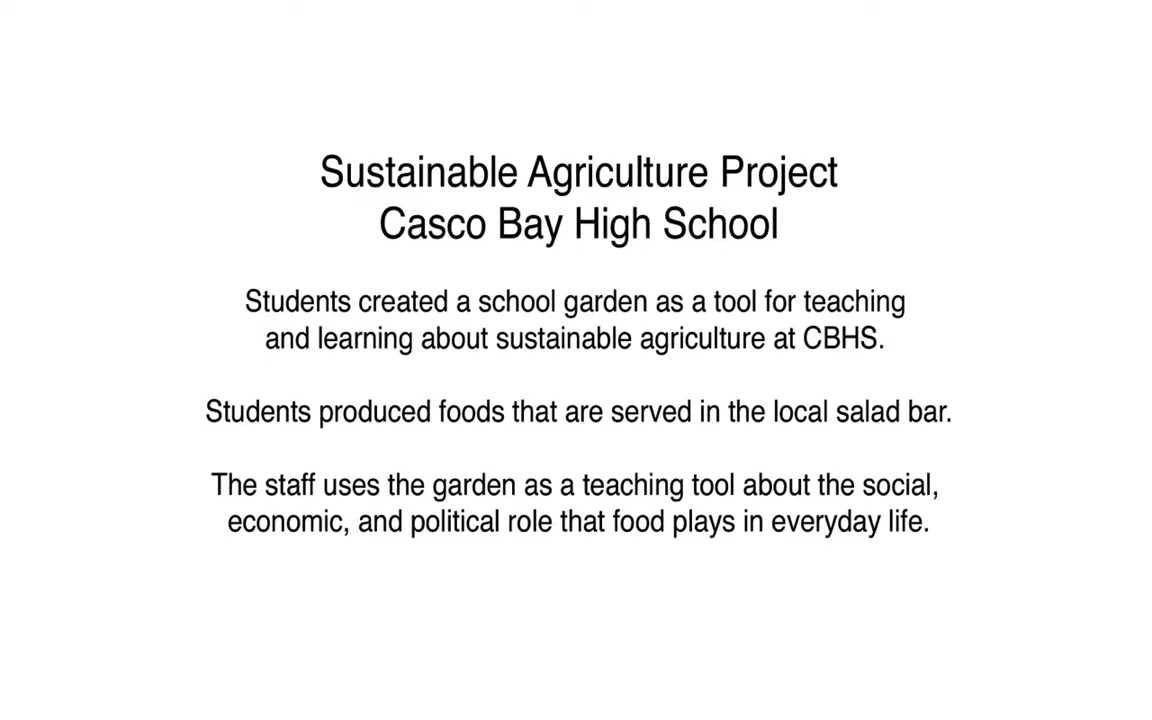 Sustainable Agriculture Project
Casco Bay High School
Students created a school garden as a tool for teaching
and learning about sustainable agriculture at CBHS.
Students produced foods that are served in the local salad bar.
The staff uses the garden as a teaching tool about the social,
economic, and political role that food plays in everyday life.